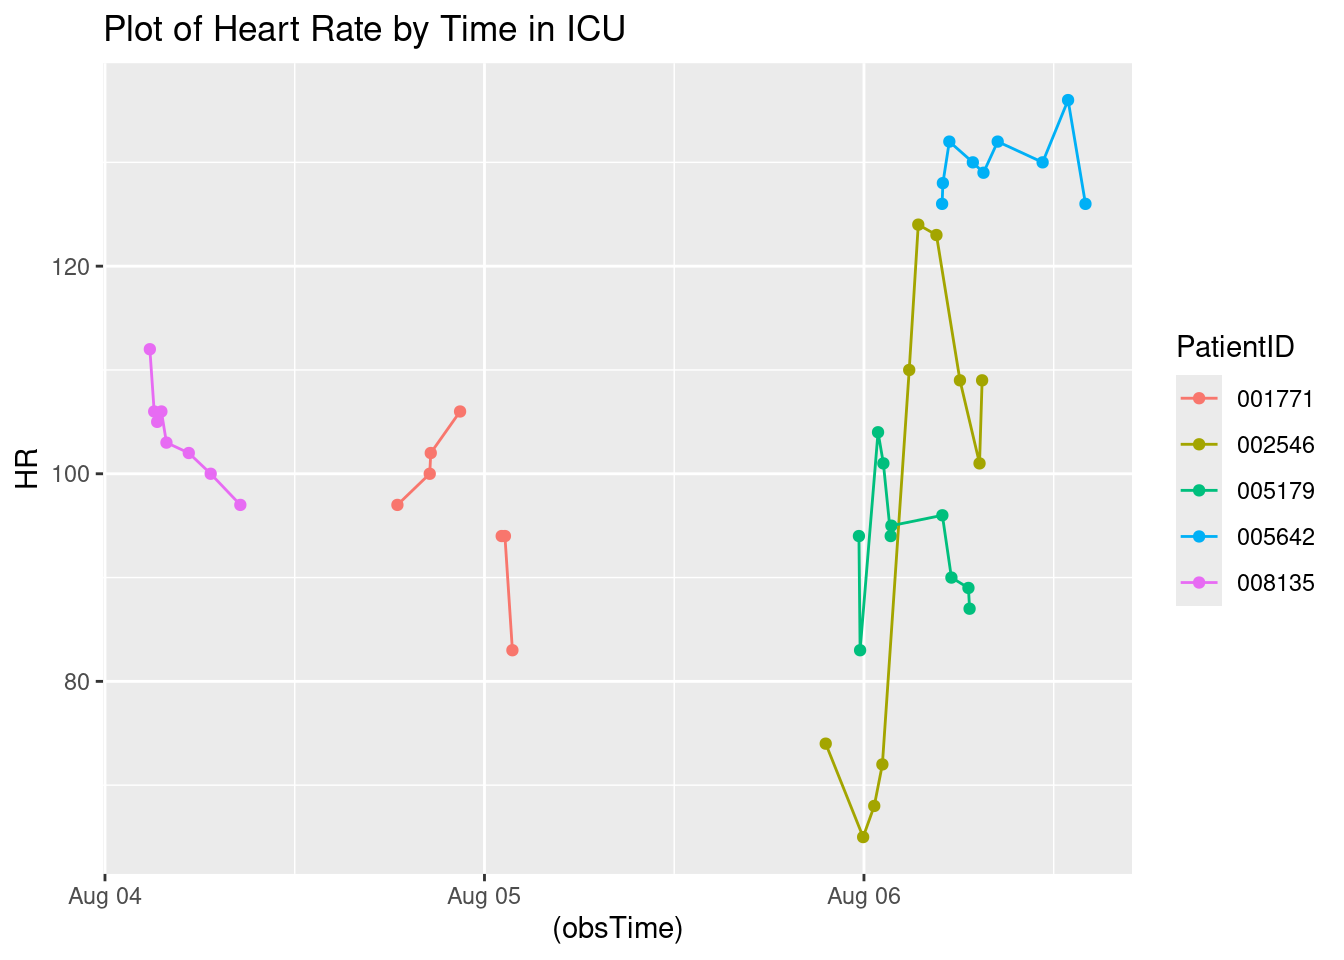 Plot of Heart Rate by Time in ICU
HR
120
100
80
Aug 04
Aug 05
Aug 06
(obsTime)
PatientID
001771
002546
005179
005642
008135